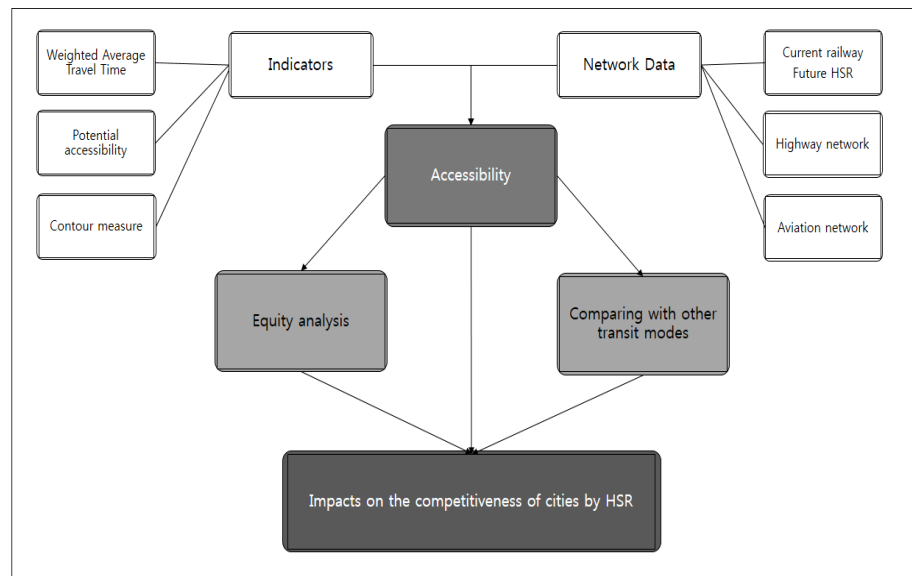 Weighted Average
Travel Time
Indicators
Network Data
Current railway
Future HSR
Potential
accessibility
Highway network
Accessibility
Contour measure
Aviation network
Equity analysis
Comparing with other
transit modes
Impacts on the competitiveness of cities by HSR